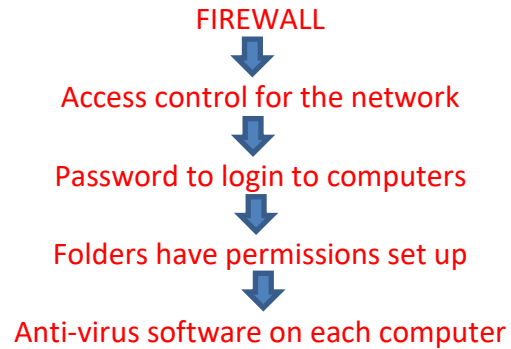 FIREWALL
Access control for the network
Password to login to computers
Folders have permissions set up
Anti-virus software on each computer